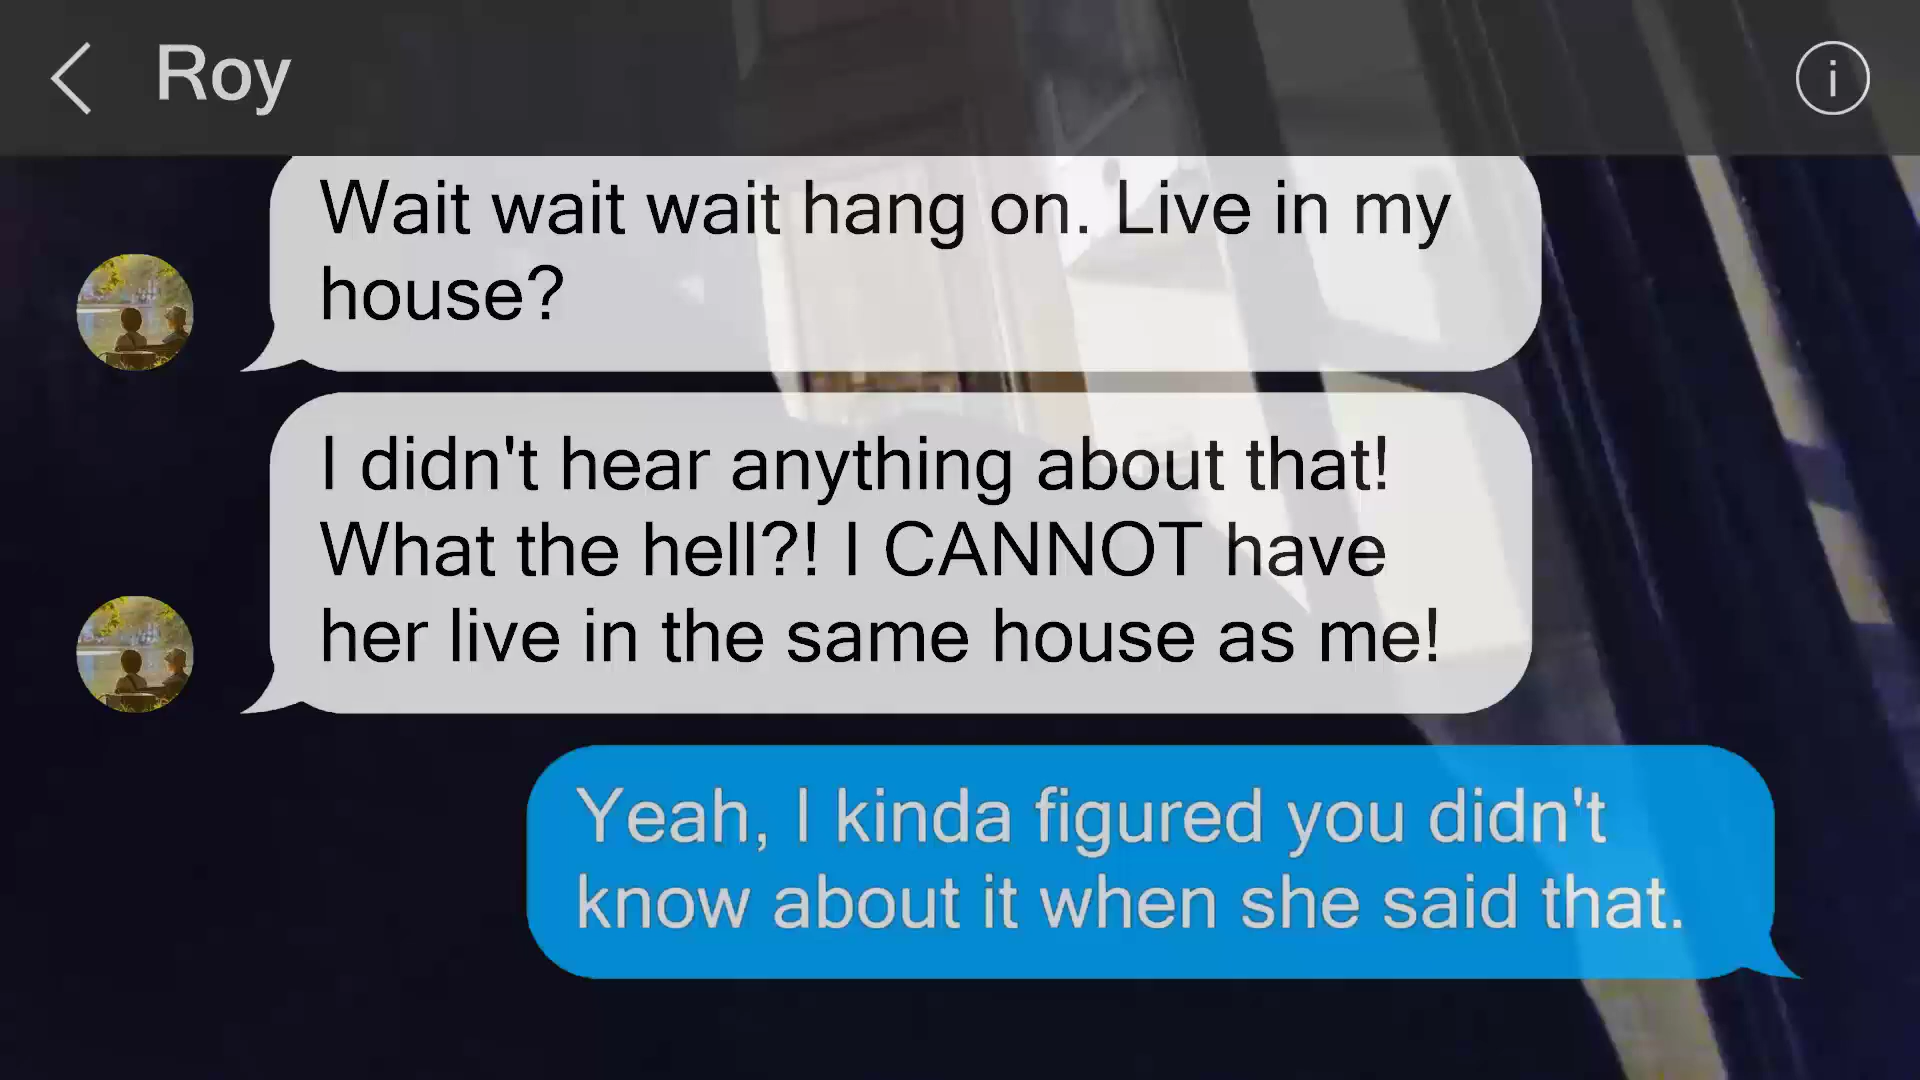 Roy
Wait wait wait hang on. Live in my
house?
I didn't hear anything about that!
What the hell?! I CANNOT have
her live in the same house as me!
Yeah, I kinda figured you didn't
know about it when she said that.